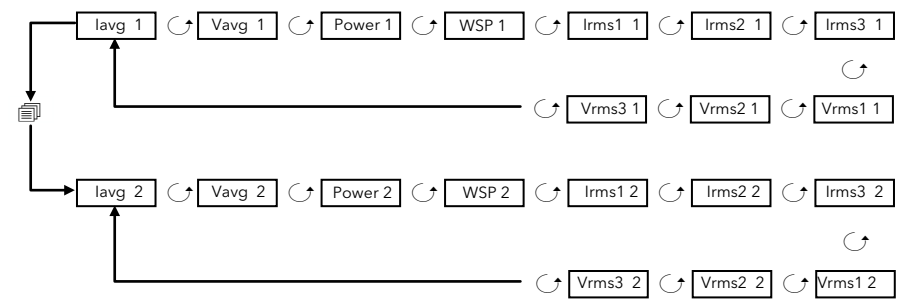 Iavg 1 Vavg 1 Power 1 WSP 1 Irms1 1 Irms2 1 Irms3 1
Vrms3 1 Vrms2 1 Vrms1 1
Iavg 2 Vavg 2 Power 2 WSP 2 Irms1 2 Irms2 2 Irms3 2
Vrms3 2 Vrms2 2 Vrms1 2